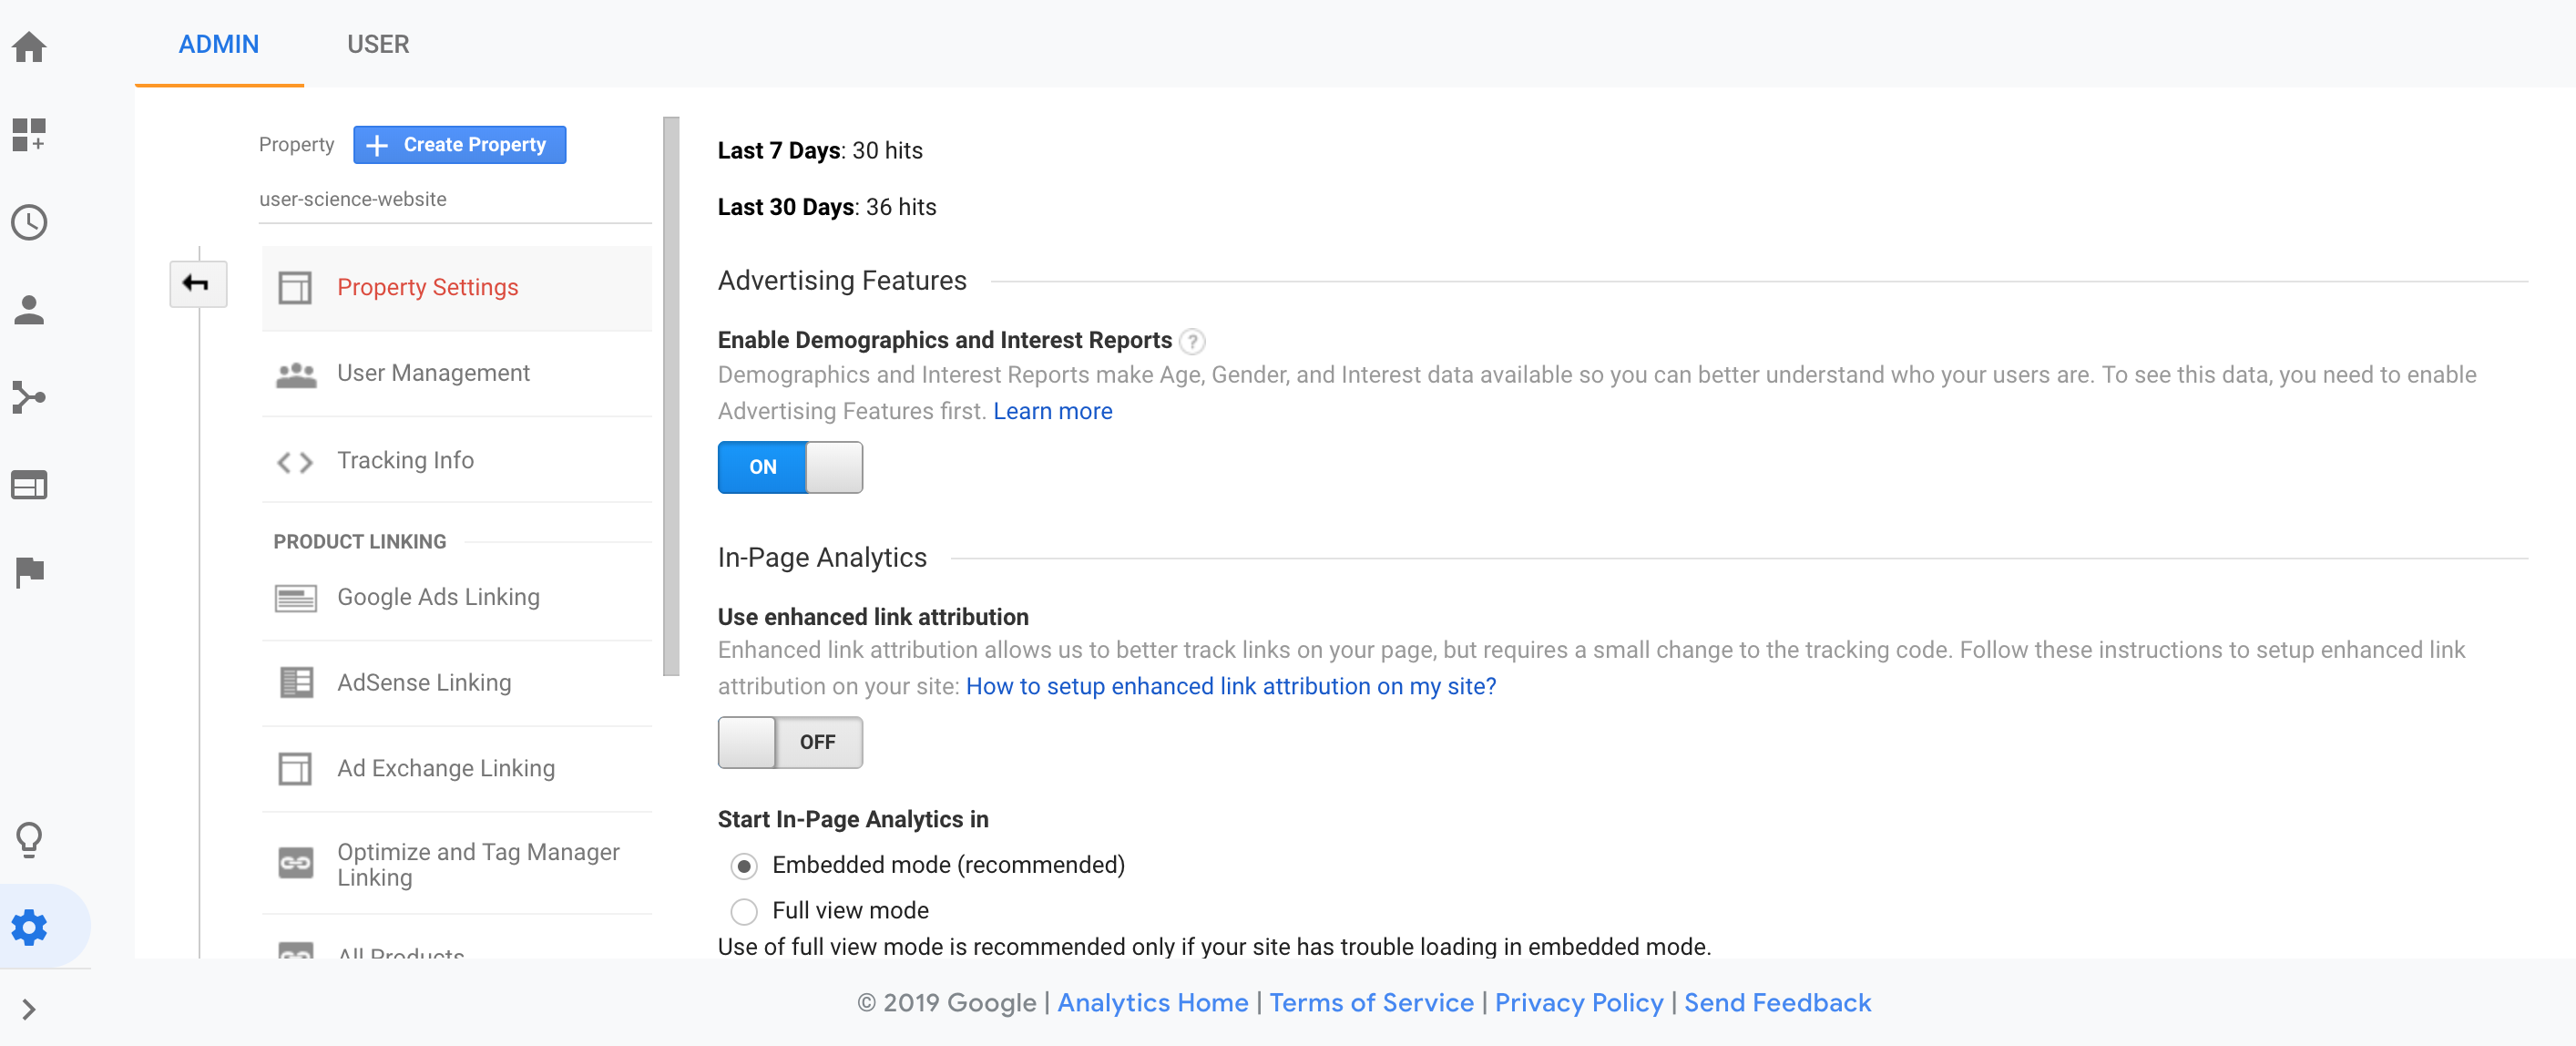 ADMIN
USER
Property
Create Property
user-science-website
Property Settings
User Management
Tracking Info
PRODUCT LINKING
Google Ads Linking
AdSense Linking
Ad Exchange Linking
Optimize and Tag Manager
Linking
All Products
Last 7 Days: 30 hits
Last 30 Days: 36 hits
Advertising Features
Enable Demographics and Interest Reports ?
Demographics and Interest Reports make Age, Gender, and Interest data available so you can better understand who your users are. To see this data, you need to enable
Advertising Features first. Learn more
ON
In-Page Analytics
Use enhanced link attribution
Enhanced link attribution allows us to better track links on your page, but requires a small change to the tracking code. Follow these instructions to setup enhanced link
attribution on your site: How to setup enhanced link attribution on my site?
OFF
Start In-Page Analytics in
Embedded mode (recommended)
Full view mode
Use of full view mode is recommended only if your site has trouble loading in embedded mode.
© 2019 Google | Analytics Home | Terms of Service | Privacy Policy | Send Feedback